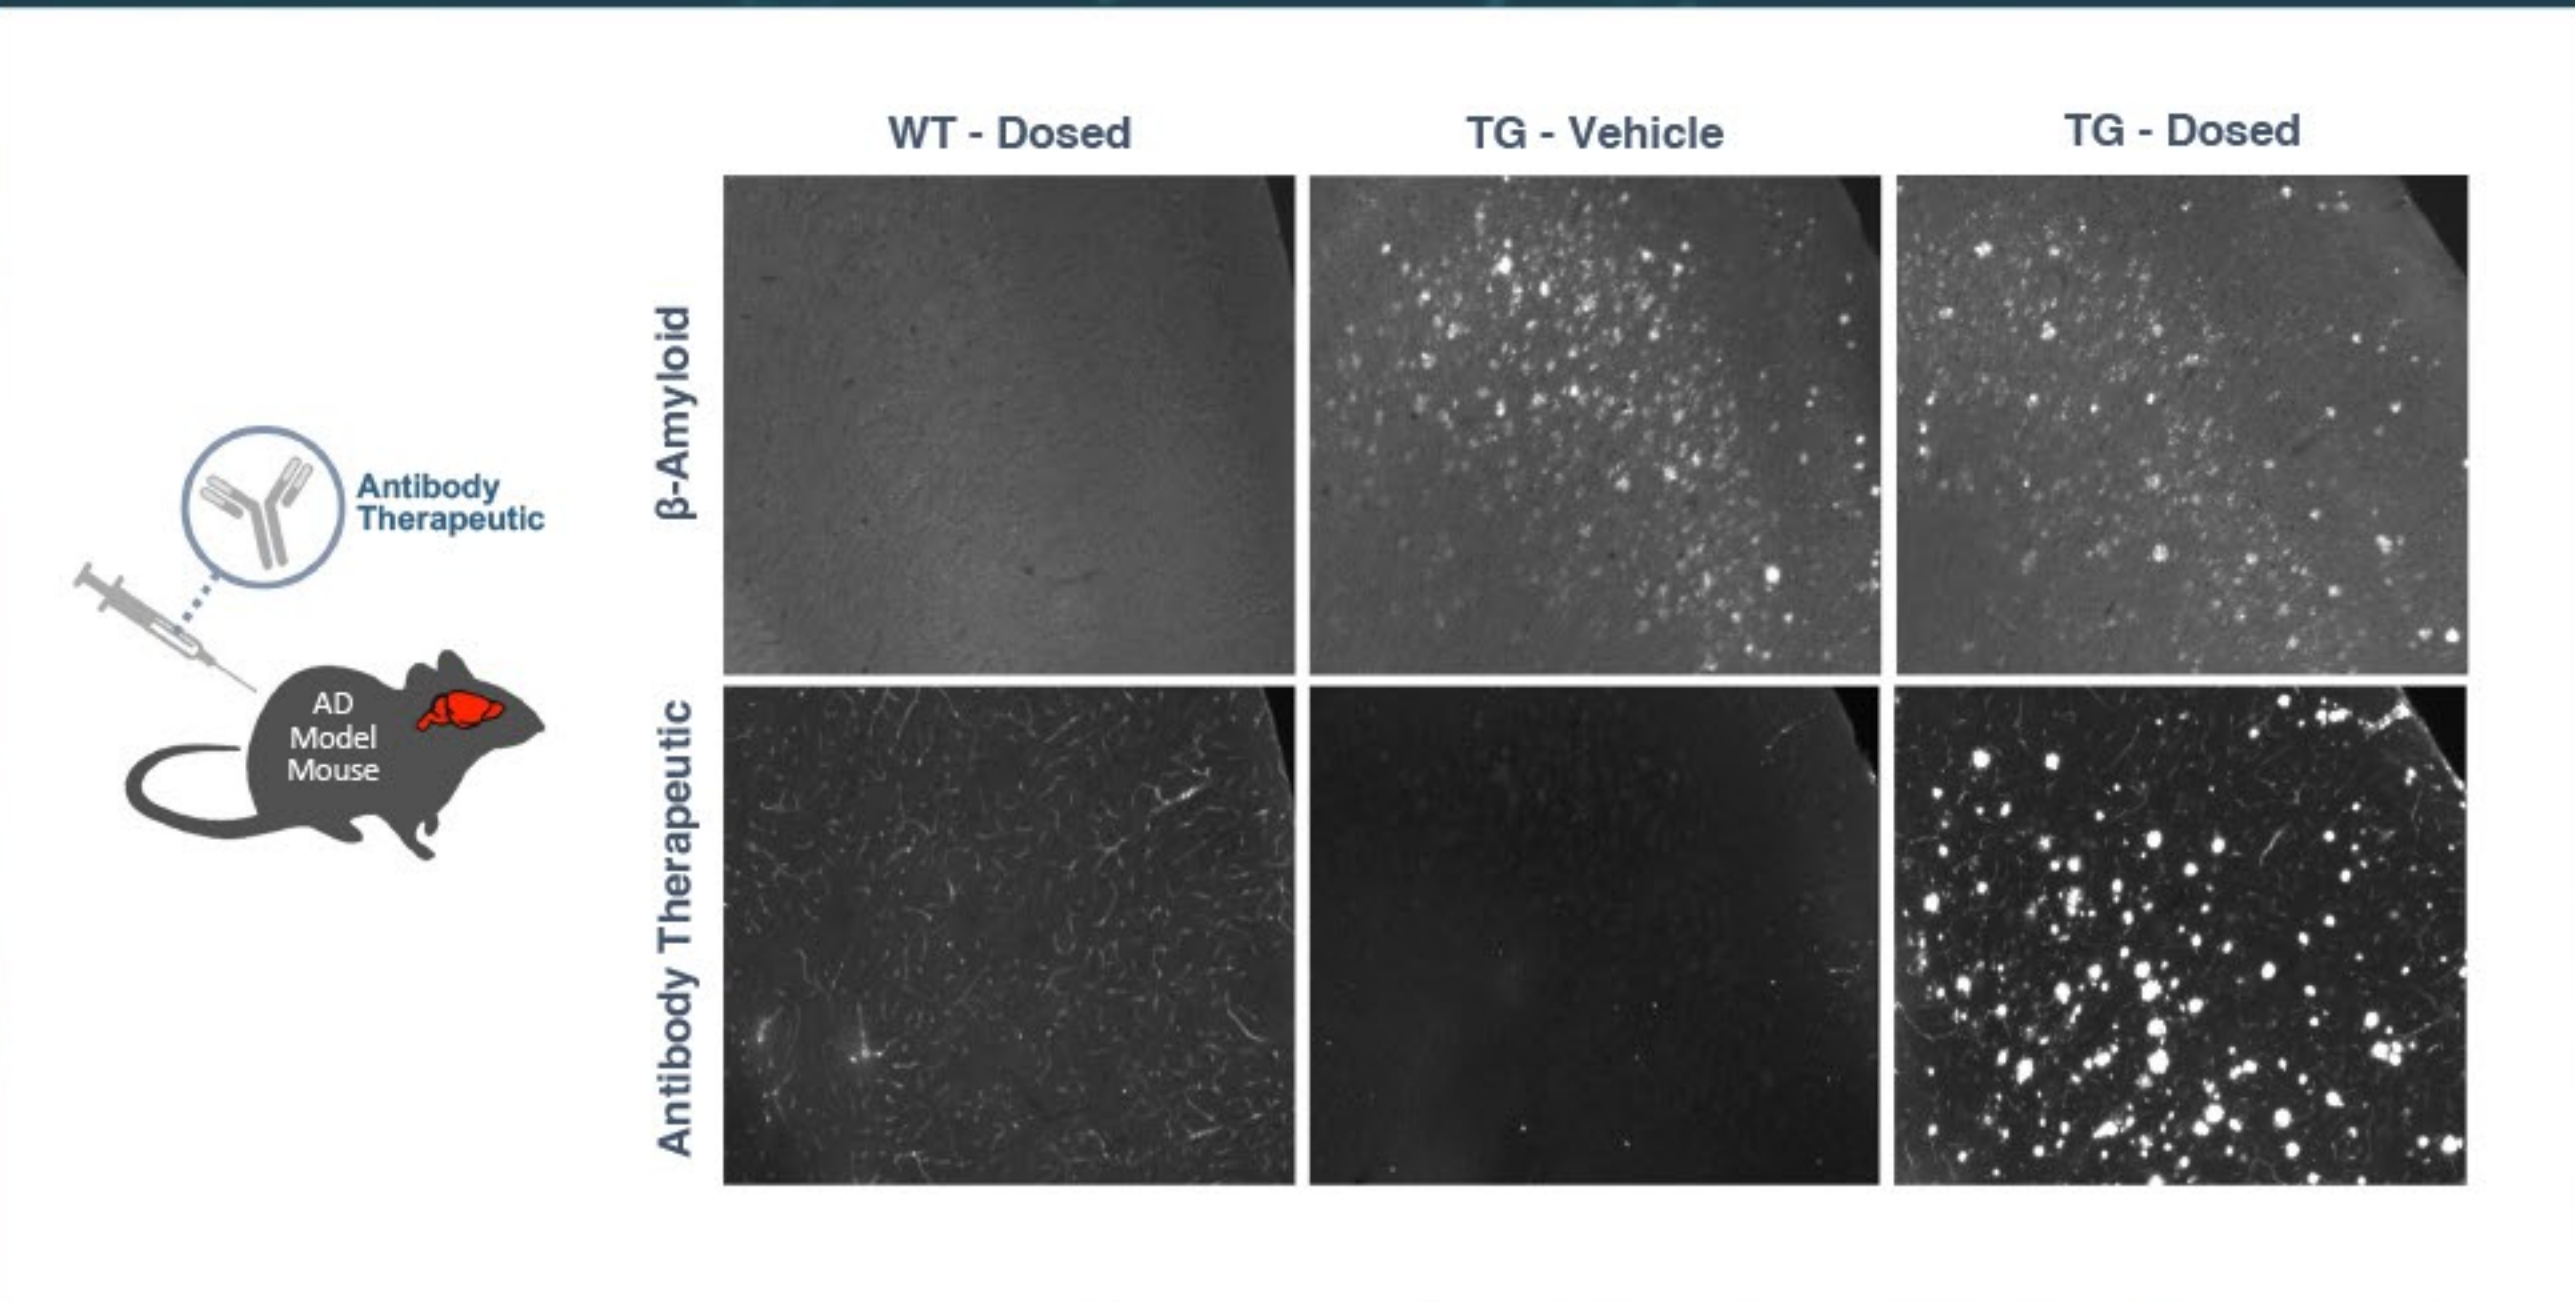 WT - Dosed
TG - Vehicle
TG - Dosed
β-Amyloid
Antibody
Therapeutic
AD
Model
Mouse
Antibody Therapeutic